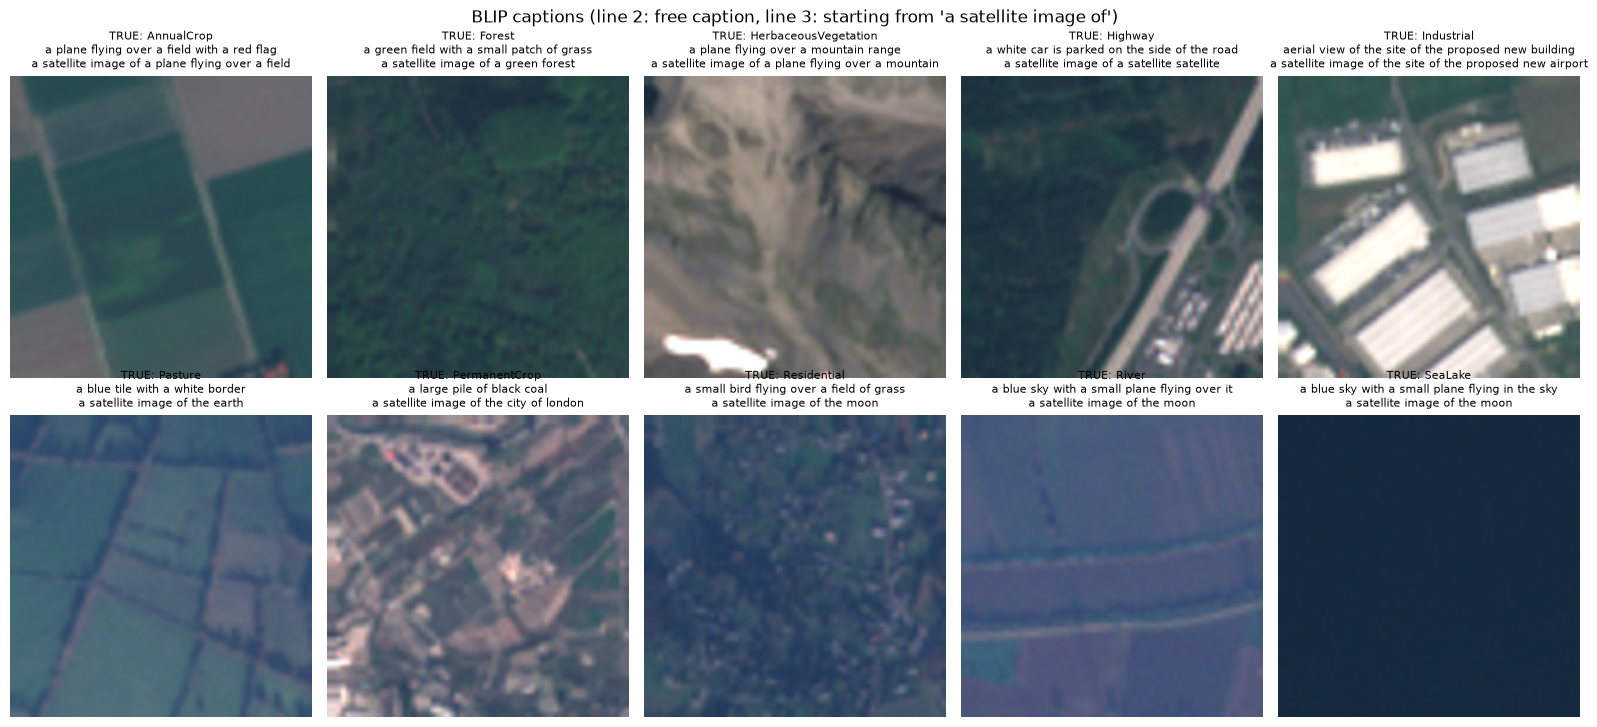 BLIP captions (line 2: free caption, line 3: starting from 'a satellite image of')
TRUE: AnnualCrop
a plane flying over a field with a red flag
a satellite image of a plane flying over a field
TRUE: Forest
a green field with a small patch of grass
a satellite image of a green forest
TRUE: HerbaceousVegetation
a plane flying over a mountain range
a satellite image of a plane flying over a mountain
TRUE: Highway
a white car is parked on the side of the road
a satellite image of a satellite satellite
TRUE: Industrial
aerial view of the site of the proposed new building
a satellite image of the site of the proposed new airport
TRUE: Pasture
a blue tile with a white border
a satellite image of the earth
TRUE: PermanentCrop
a large pile of black coal
a satellite image of the city of london
TRUE: Residential
a small bird flying over a field of grass
a satellite image of the moon
TRUE: River
a blue sky with a small plane flying over it
a satellite image of the moon
TRUE: SeaLake
a blue sky with a small plane flying in the sky
a satellite image of the moon